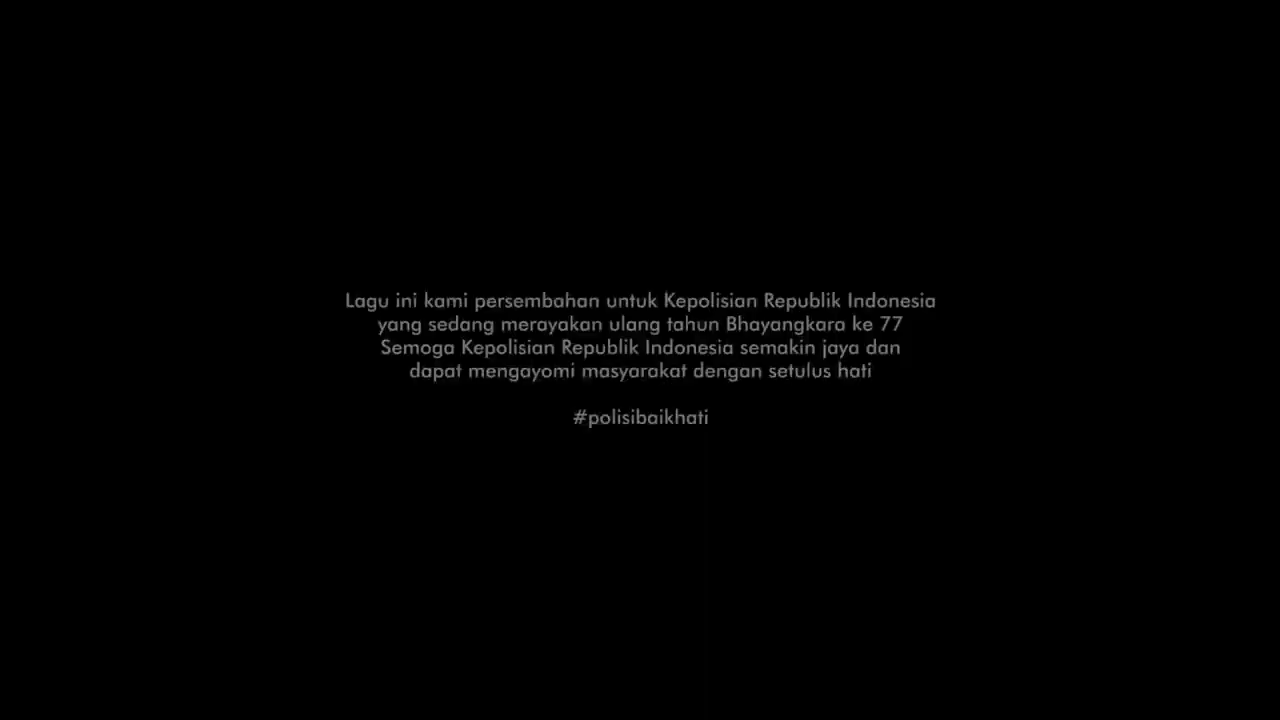 Lagu ini kami persembahan untuk Kepolisian Republik Indonesia
yang sedang merayakan ulang tahun Bhayangkara ke 77
Semoga Kepolisian Republik Indonesia semakin jaya dan
dapat mengayomi masyarakat dengan setulus hati
#polisibaikhati